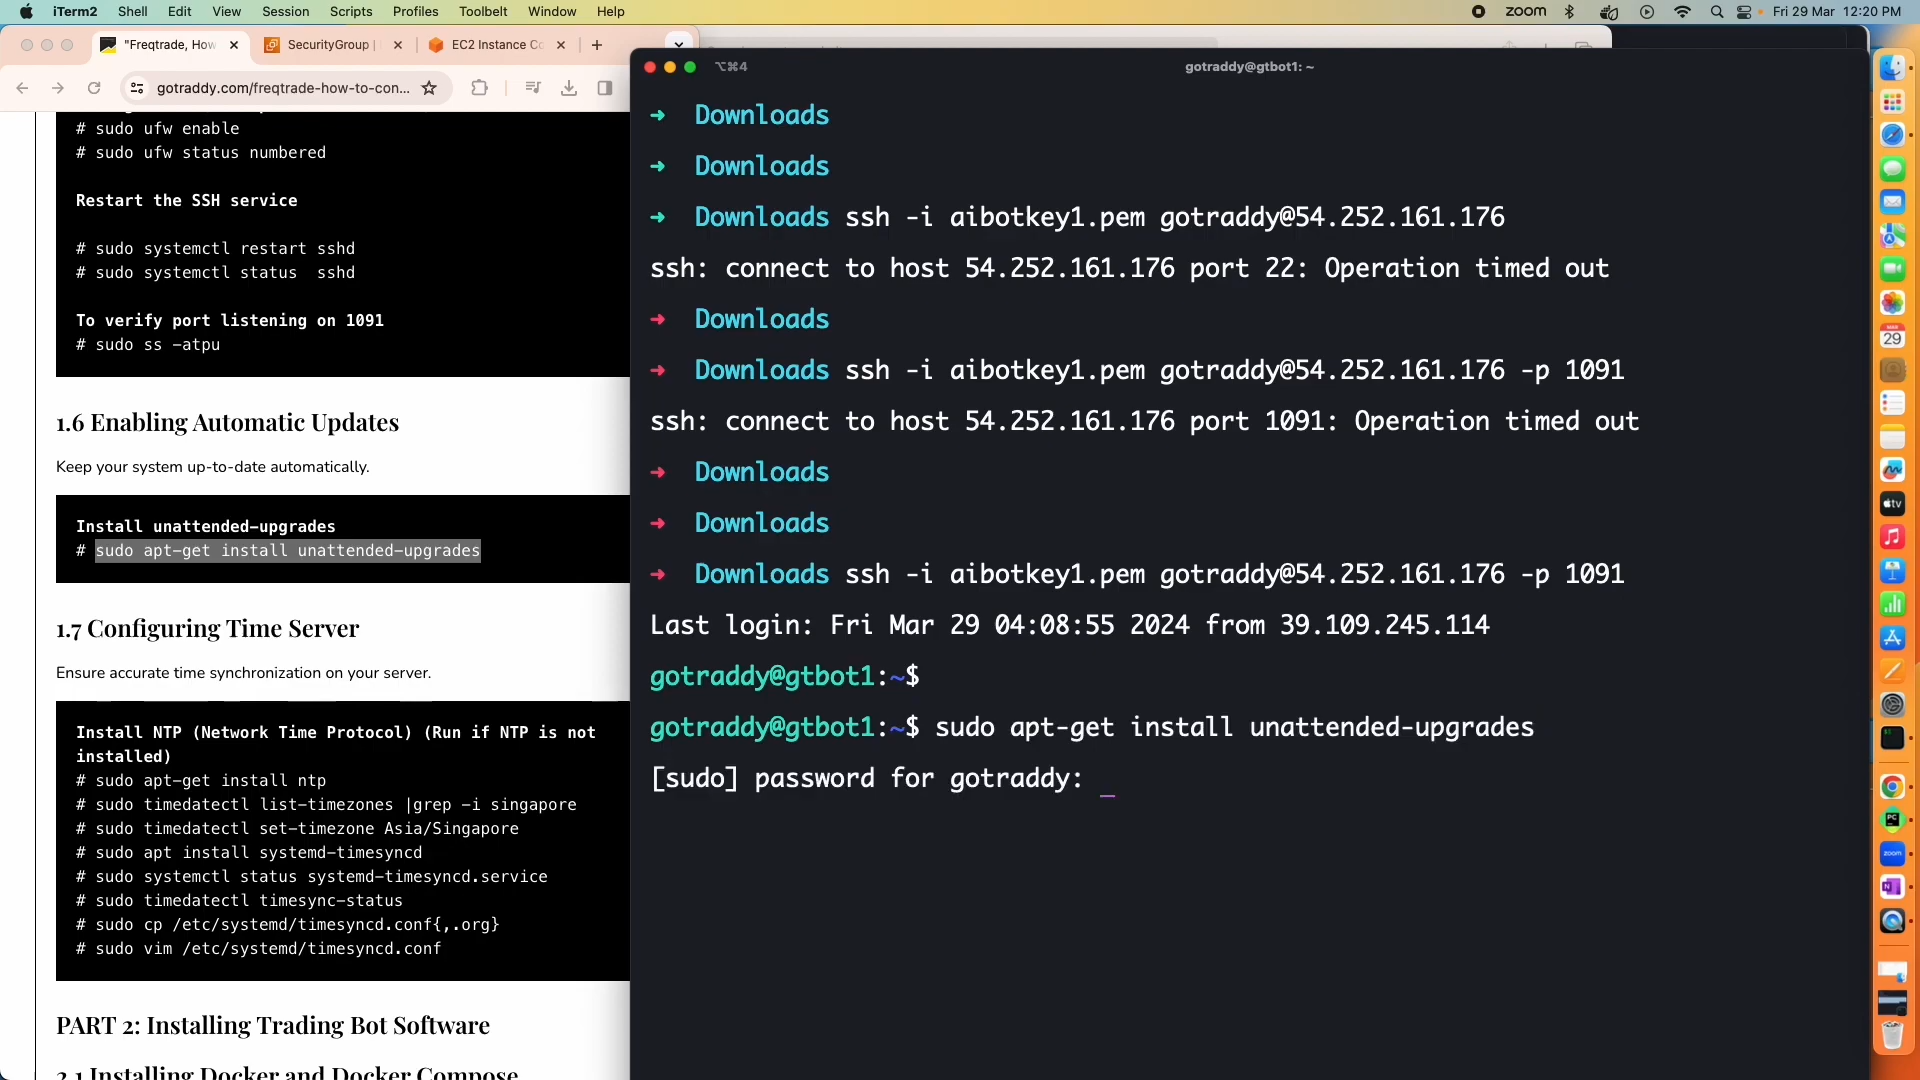 iTerm2 Shell Edit View Session Scripts Profiles Toolbelt Window Help
zoom Fri 29 Mar 12:20 PM
"Freqtrade, How SecurityGroup | EC2 Instance Co
gotraddy.com/freqtrade-how-to-con...
# sudo ufw enable
# sudo ufw status numbered
Restart the SSH service
# sudo systemctl restart sshd
# sudo systemctl status  sshd
To verify port listening on 1091
# sudo ss -atpu
1.6 Enabling Automatic Updates
Keep your system up-to-date automatically.
Install unattended-upgrades
# sudo apt-get install unattended-upgrades
1.7 Configuring Time Server
Ensure accurate time synchronization on your server.
Install NTP (Network Time Protocol) (Run if NTP is not
installed)
# sudo apt-get install ntp
# sudo timedatectl list-timezones |grep -i singapore
# sudo timedatectl set-timezone Asia/Singapore
# sudo apt install systemd-timesyncd
# sudo systemctl status systemd-timesyncd.service
# sudo timedatectl timesync-status
# sudo cp /etc/systemd/timesyncd.conf{,.org}
# sudo vim /etc/systemd/timesyncd.conf
PART 2: Installing Trading Bot Software
2.1 Installing Docker and Docker Compose
⌥⌘4 gotraddy@gtbot1: ~
➜ Downloads
➜ Downloads
➜ Downloads ssh -i aibotkey1.pem gotraddy@54.252.161.176
ssh: connect to host 54.252.161.176 port 22: Operation timed out
➜ Downloads
➜ Downloads ssh -i aibotkey1.pem gotraddy@54.252.161.176 -p 1091
ssh: connect to host 54.252.161.176 port 1091: Operation timed out
➜ Downloads
➜ Downloads
➜ Downloads ssh -i aibotkey1.pem gotraddy@54.252.161.176 -p 1091
Last login: Fri Mar 29 04:08:55 2024 from 39.109.245.114
gotraddy@gtbot1:~$
gotraddy@gtbot1:~$ sudo apt-get install unattended-upgrades
[sudo] password for gotraddy:
29
tv
PC
zoom
N